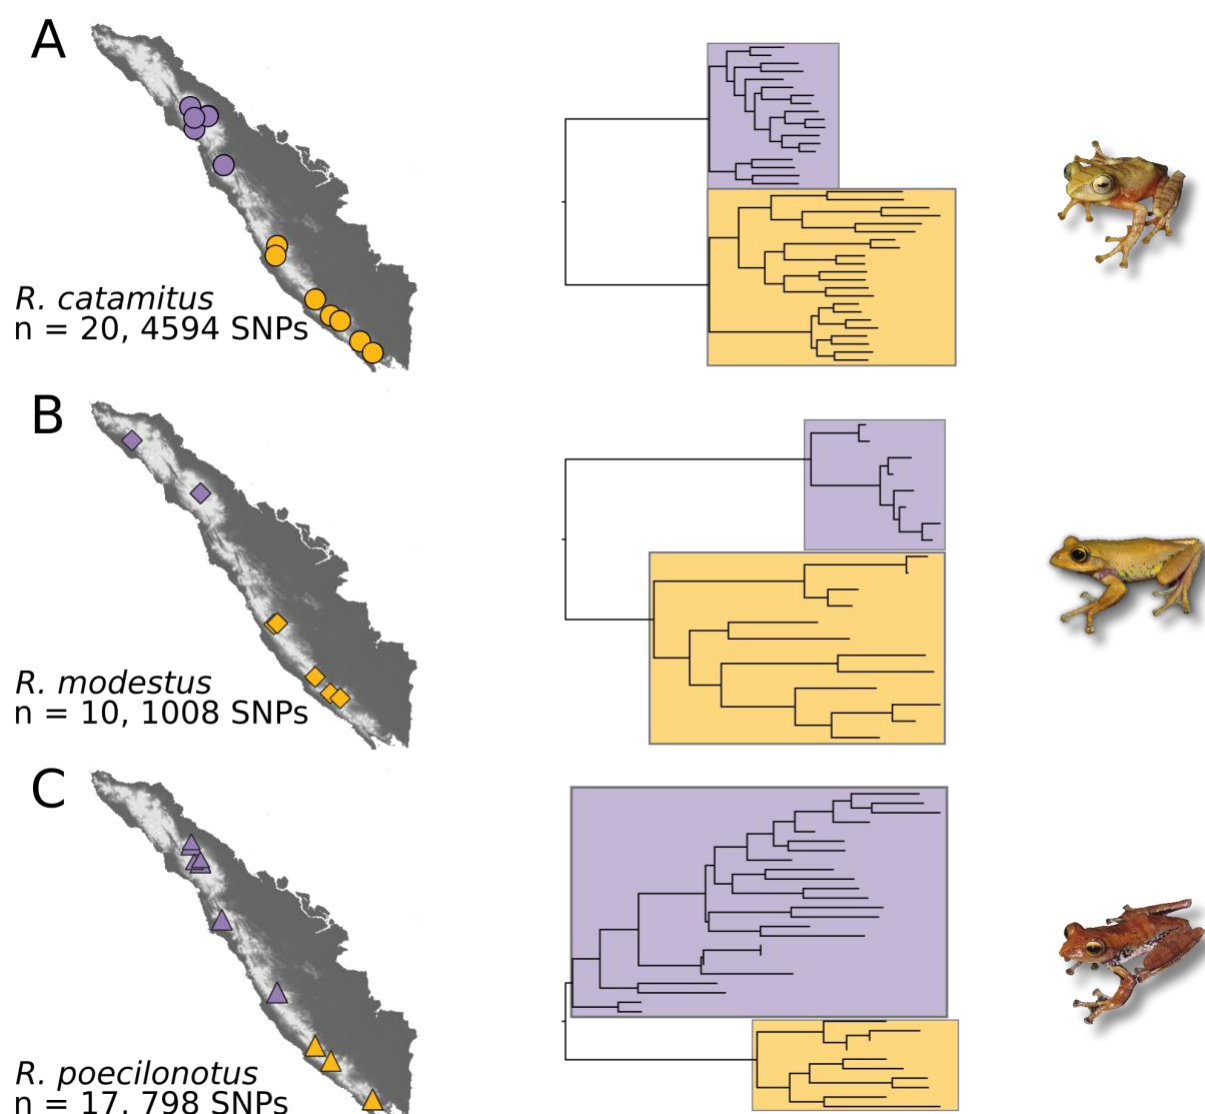 A
R. catamitus
n = 20, 4594 SNPs
B
R. modestus
n = 10, 1008 SNPs
C
R. poecilonotus
n = 17, 798 SNPs